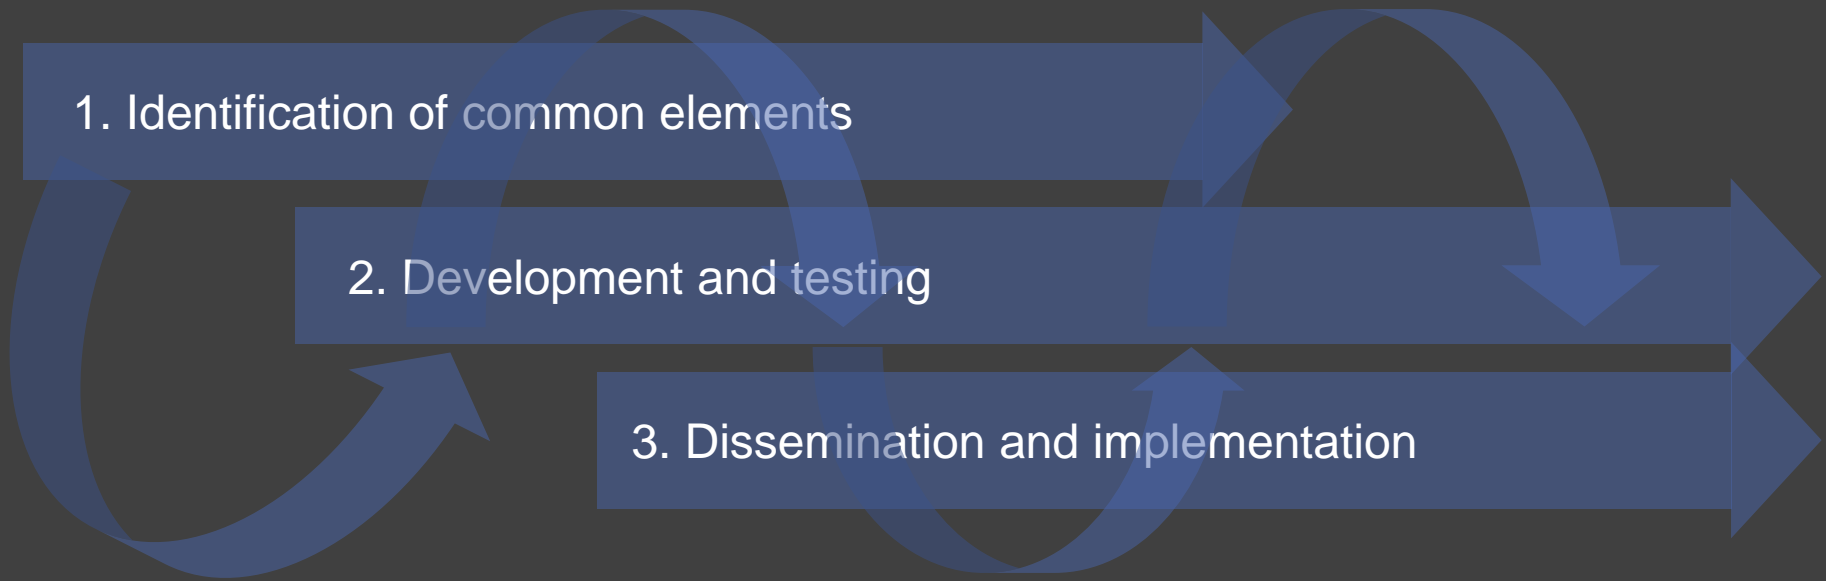 1. Identification of common elements
2. Development and testing
3. Dissemination and implementation